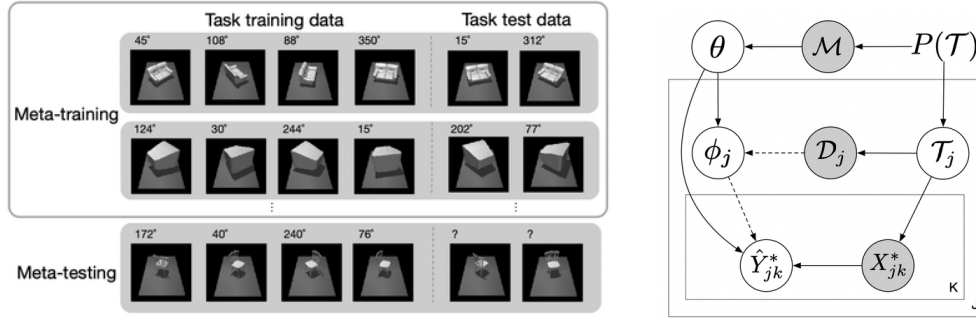 Task training data
Task test data
45° 108° 88° 350° 15° 312°
Meta-training
124° 30° 244° 15° 202° 77°
...
...
172° 40° 240° 76° ? ?
Meta-testing
θ
ℳ
P(𝒯)
ϕⱼ
𝒟ⱼ
𝒯ⱼ
Ŷ*ⱼₖ
X*ⱼₖ
K
J